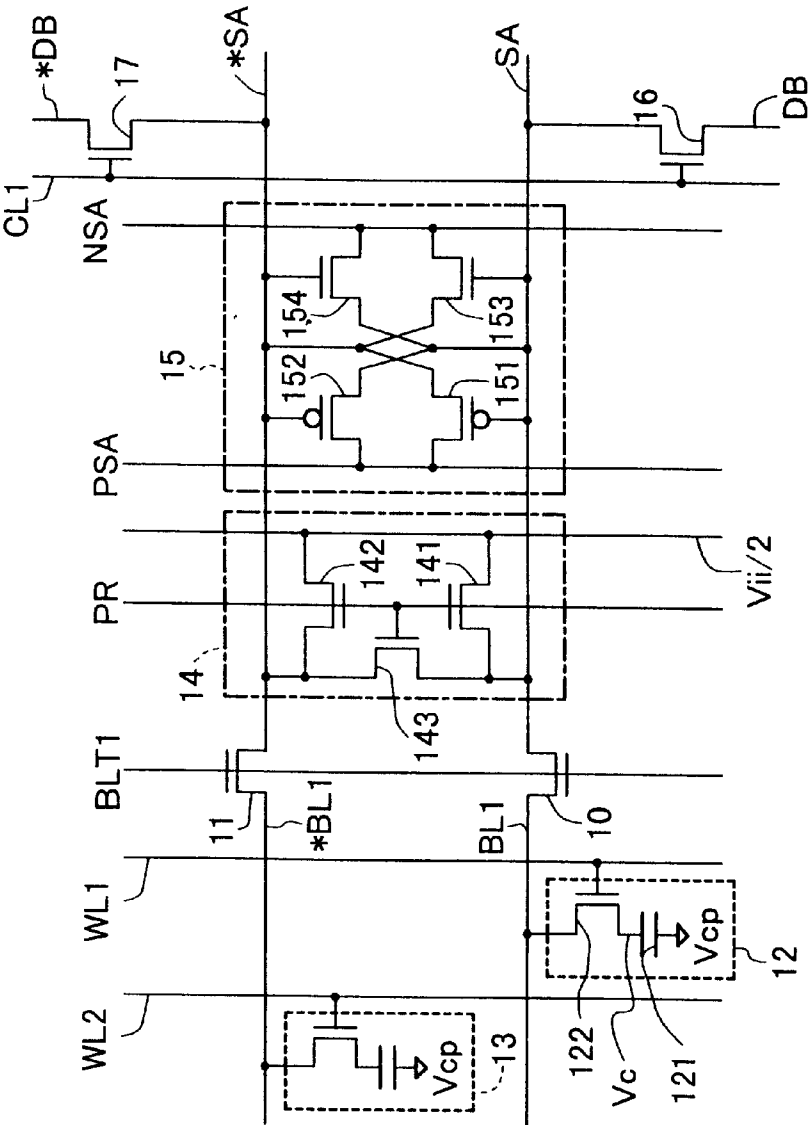 *DB
17
*SA
CL1
NSA
154
153
15
152
151
SA
16
DB
PSA
PR
142
141
14
143
Vii/2
BLT1
11
*BL1
BL1
10
WL1
WL2
Vcp
13
Vcp
12
122
Vc
121